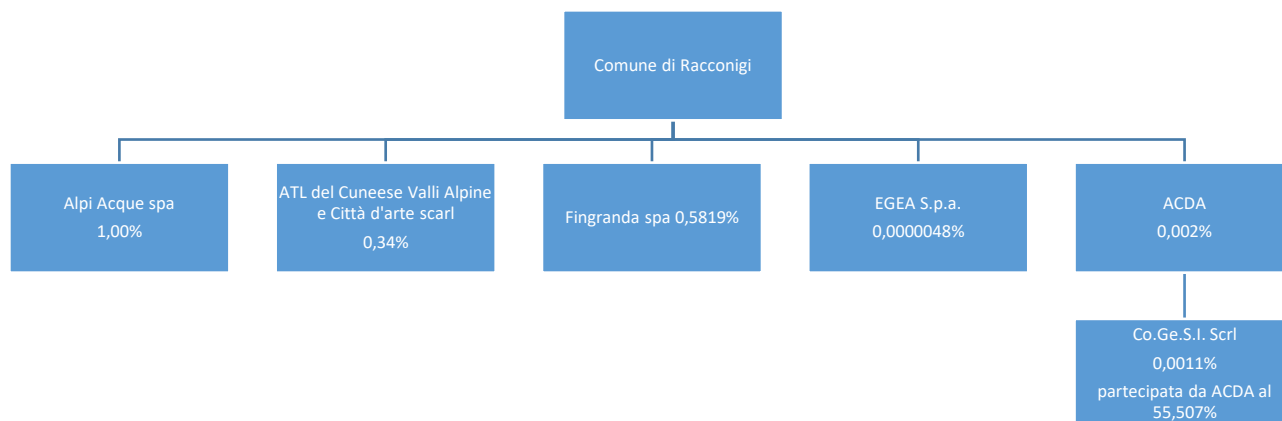 Comune di Racconigi
Alpi Acque spa
1,00%
ATL del Cuneese Valli Alpine
e Città d'arte scarl
0,34%
Fingranda spa 0,5819%
EGEA S.p.a.
0,0000048%
ACDA
0,002%
Co.Ge.S.I. Scrl
0,0011%
partecipata da ACDA al
55,507%